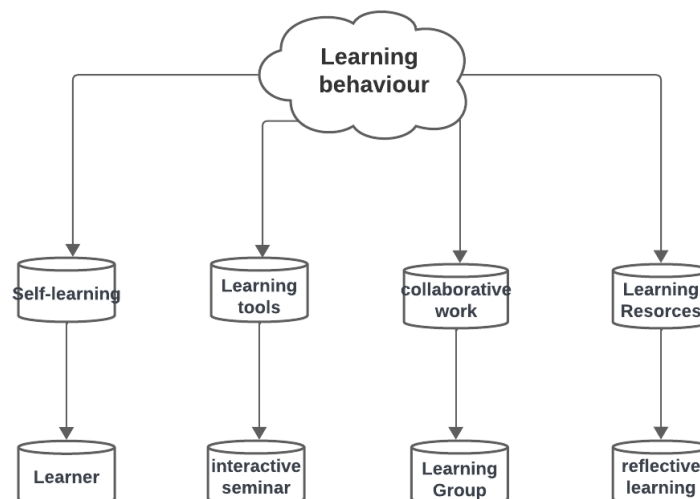 Learning
behaviour
Self-learning
Learning
tools
collaborative
work
Learning
Resorces
Learner
interactive
seminar
Learning
Group
reflective
learning